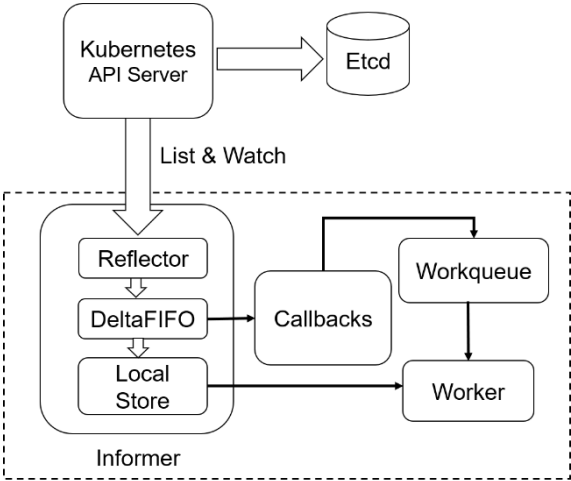 Kubernetes
API Server
Etcd
List & Watch
Reflector
DeltaFIFO
Local
Store
Informer
Callbacks
Workqueue
Worker